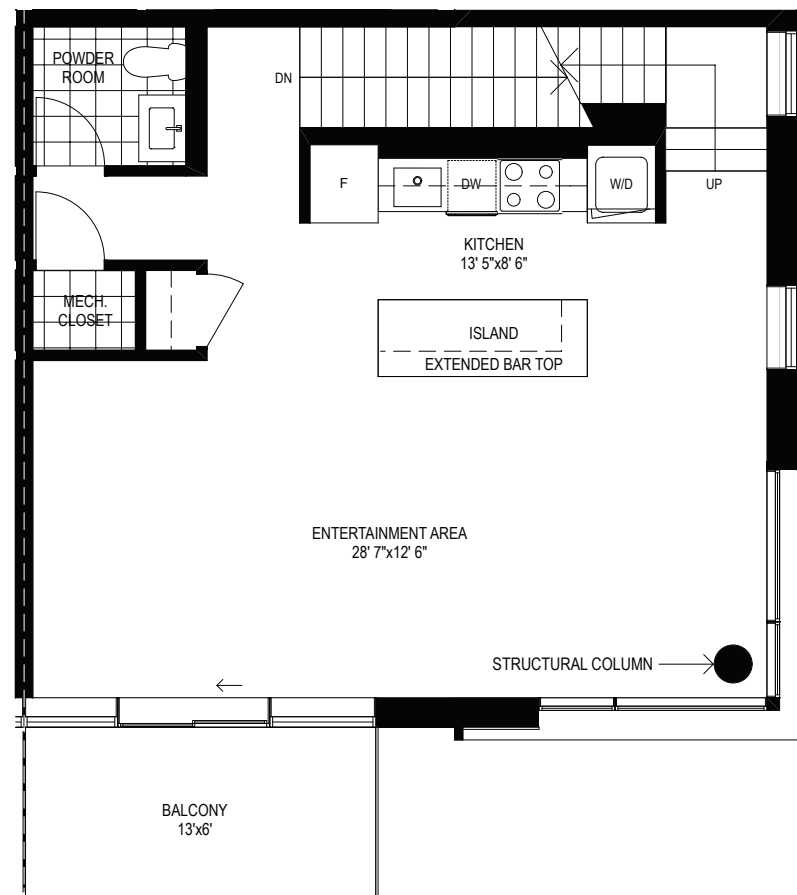 POWDER
ROOM
DN
F
DW
W/D
UP
KITCHEN
13' 5"x8' 6"
MECH.
CLOSET
ISLAND
EXTENDED BAR TOP
ENTERTAINMENT AREA
28' 7"x12' 6"
STRUCTURAL COLUMN
BALCONY
13'x6'